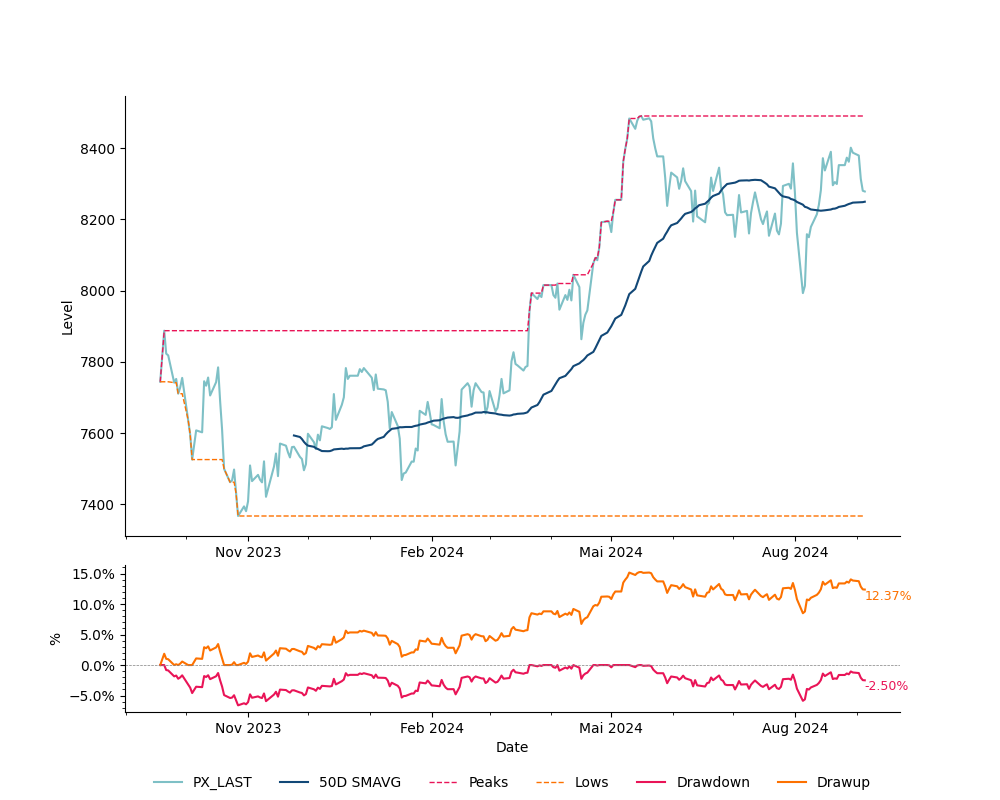 8400
8200
8000
7800
7600
7400
Level
Nov 2023 Feb 2024 Mai 2024 Aug 2024
15.0%
10.0%
5.0%
0.0%
−5.0%
%
12.37%
-2.50%
Nov 2023 Feb 2024 Mai 2024 Aug 2024
Date
PX_LAST 50D SMAVG Peaks Lows Drawdown Drawup